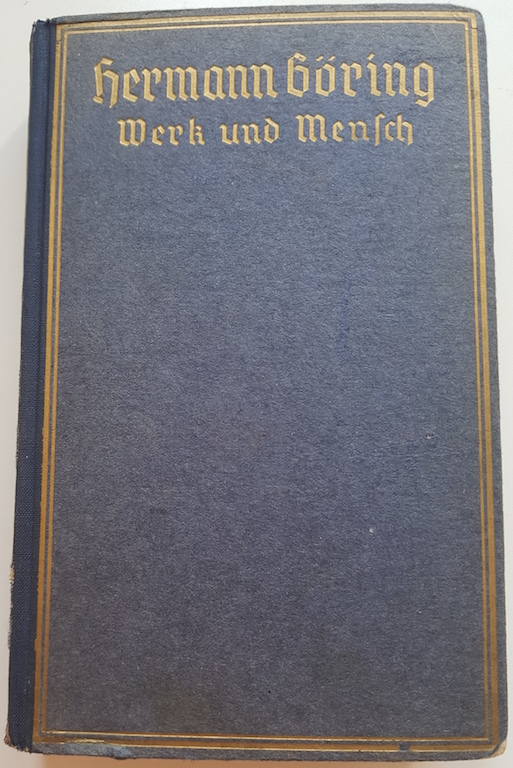 Hermann Göring
Werk und Menſch